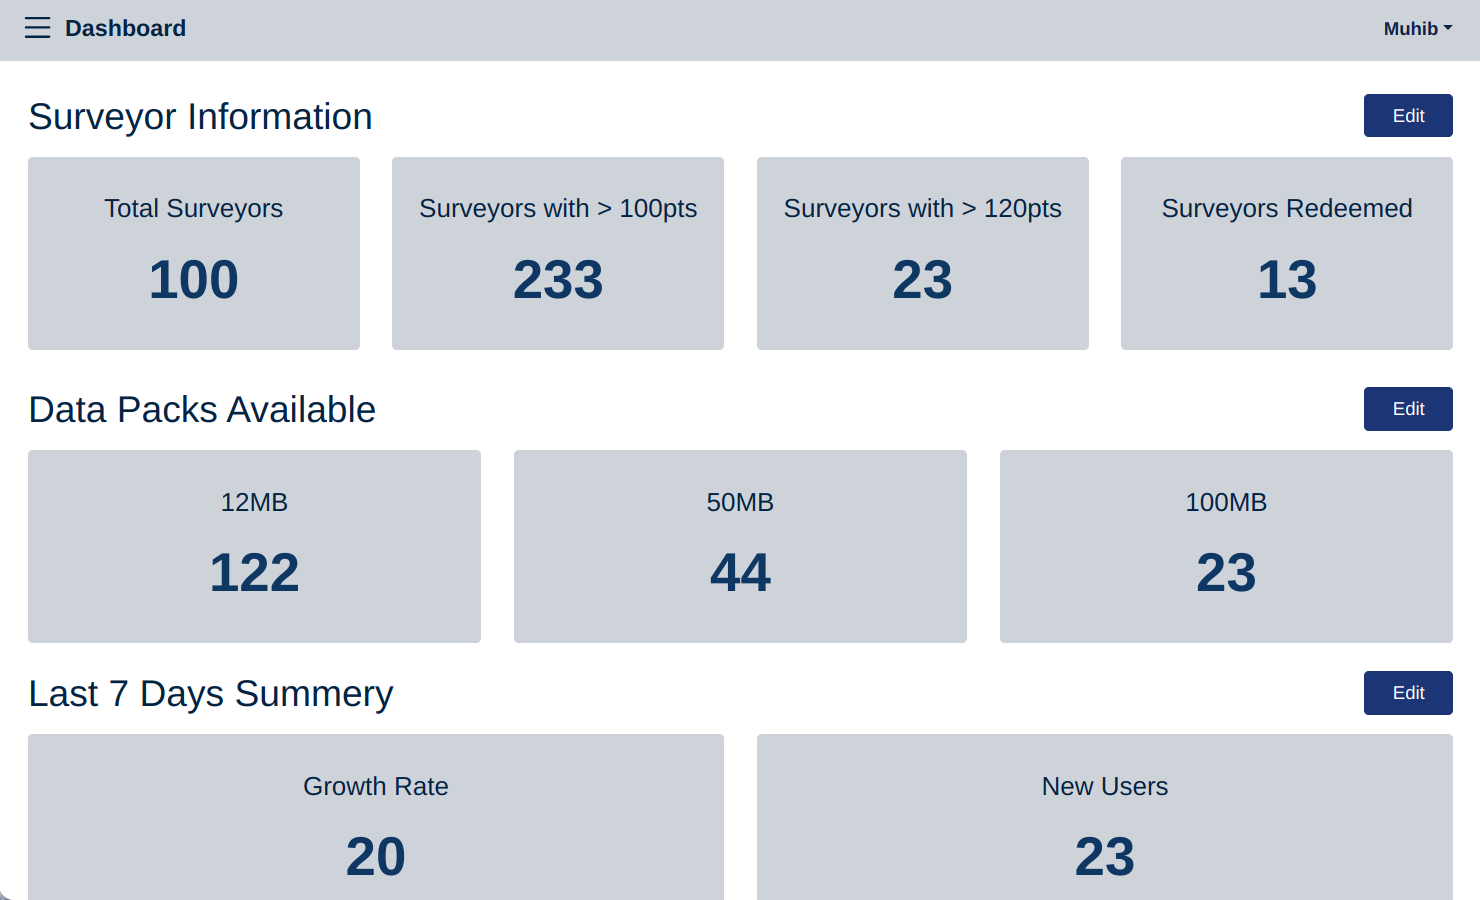 Dashboard
Muhib
Surveyor Information
Edit
Total Surveyors
Surveyors with > 100pts
Surveyors with > 120pts
Surveyors Redeemed
100
233
23
13
Data Packs Available
Edit
12MB
50MB
100MB
122
44
23
Last 7 Days Summery
Edit
Growth Rate
New Users
20
23